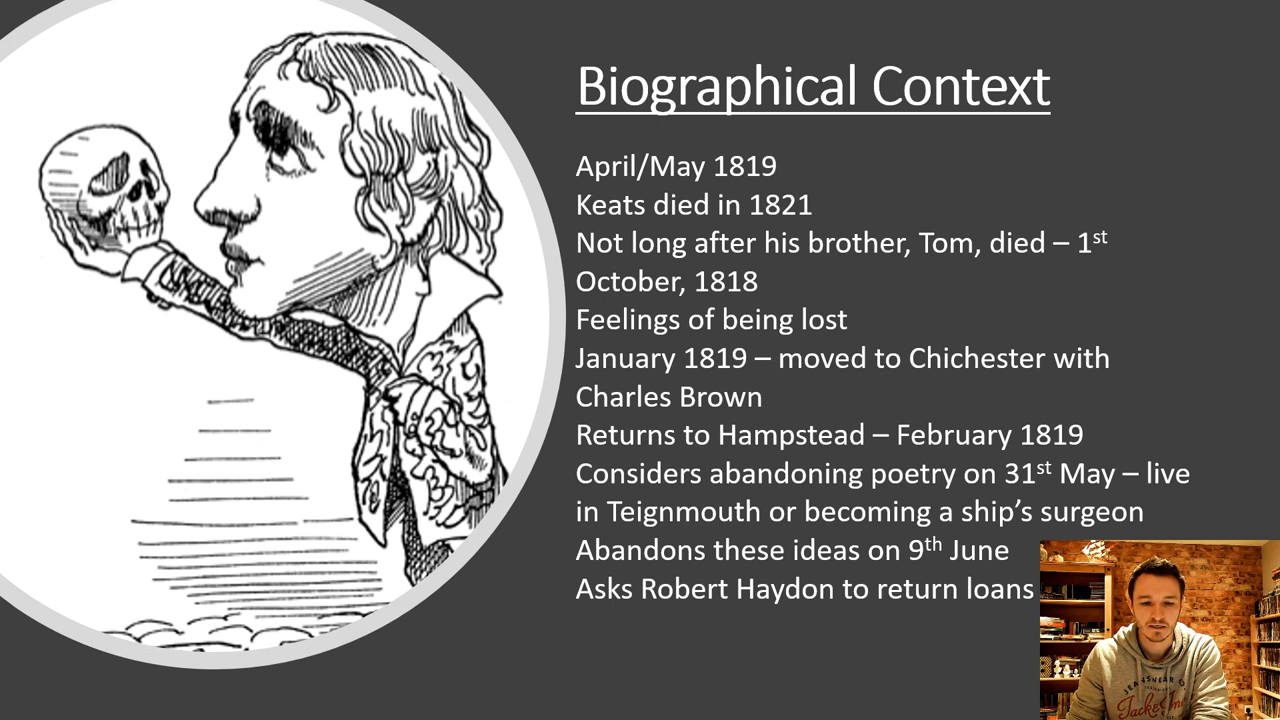 Biographical Context
April/May 1819
Keats died in 1821
Not long after his brother, Tom, died – 1st
October, 1818
Feelings of being lost
January 1819 – moved to Chichester with
Charles Brown
Returns to Hampstead – February 1819
Considers abandoning poetry on 31st May – live
in Teignmouth or becoming a ship's surgeon
Abandons these ideas on 9th June
Asks Robert Haydon to return loans